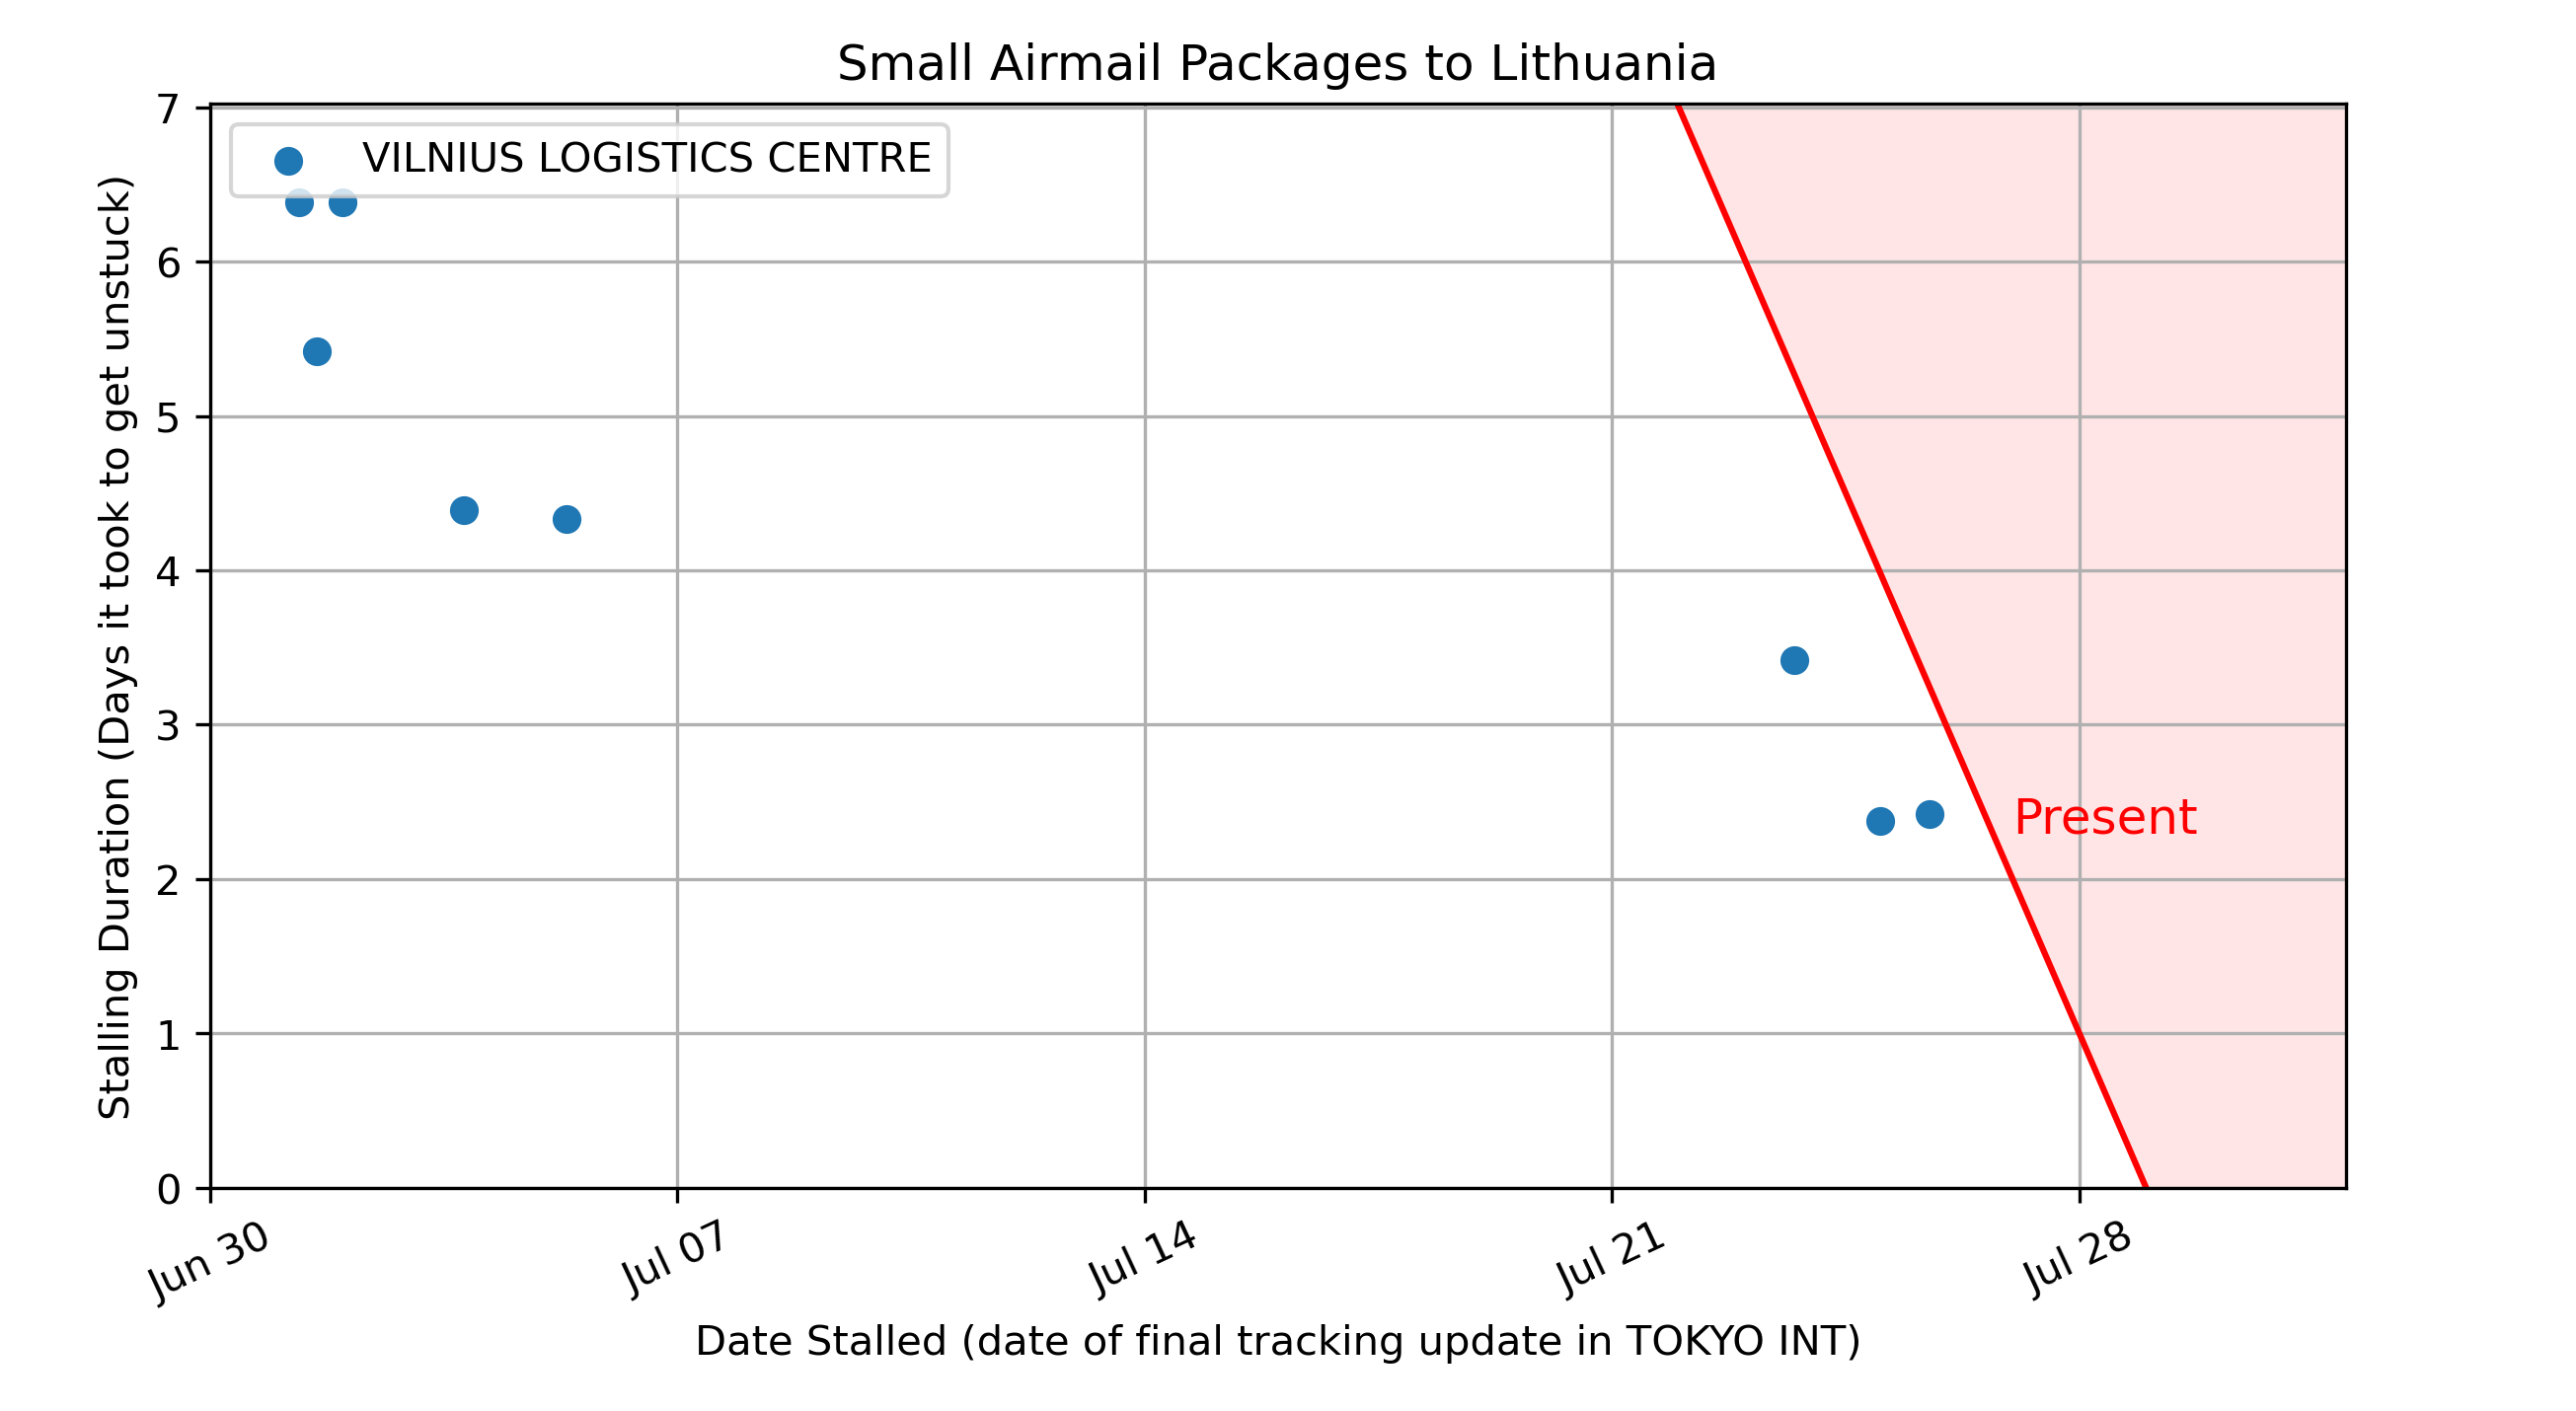 Small Airmail Packages to Lithuania
VILNIUS LOGISTICS CENTRE
Stalling Duration (Days it took to get unstuck)
7
6
5
4
3
2
1
0
Present
Jun 30
Jul 07
Jul 14
Jul 21
Jul 28
Date Stalled (date of final tracking update in TOKYO INT)